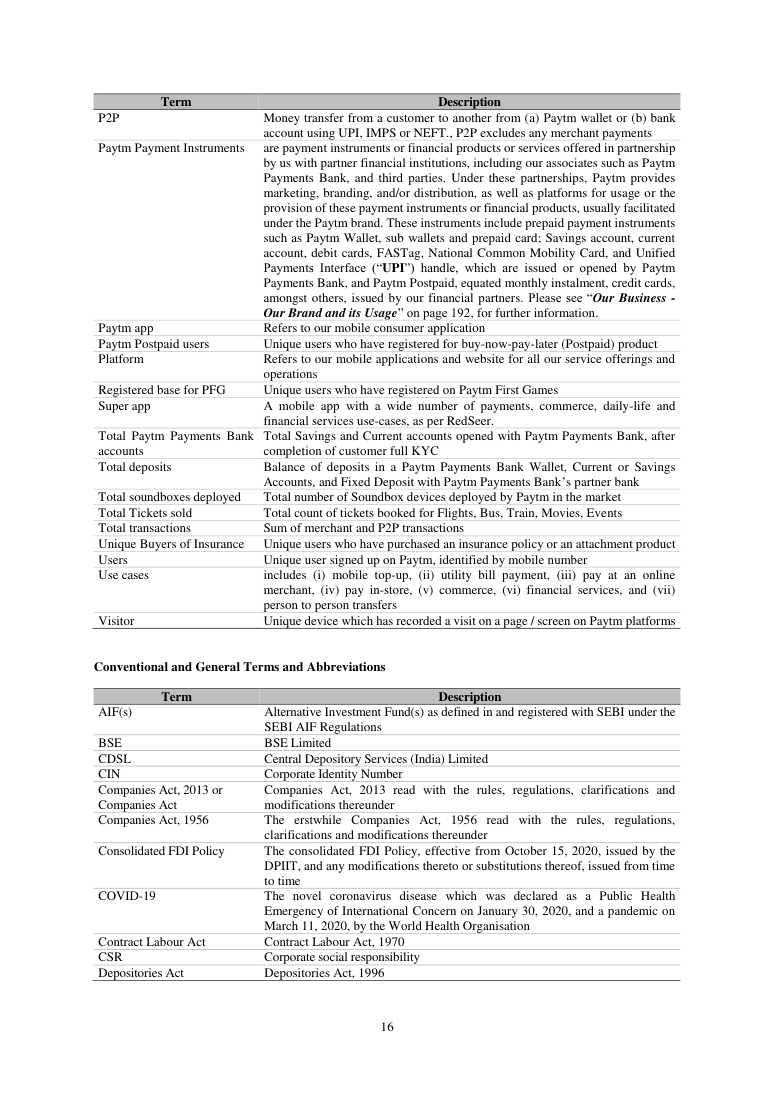 Term Description
P2P Money transfer from a customer to another from (a) Paytm wallet or (b) bank
account using UPI, IMPS or NEFT., P2P excludes any merchant payments
Paytm Payment Instruments are payment instruments or financial products or services offered in partnership
by us with partner financial institutions, including our associates such as Paytm
Payments Bank, and third parties. Under these partnerships, Paytm provides
marketing, branding, and/or distribution, as well as platforms for usage or the
provision of these payment instruments or financial products, usually facilitated
under the Paytm brand. These instruments include prepaid payment instruments
such as Paytm Wallet, sub wallets and prepaid card; Savings account, current
account, debit cards, FASTag, National Common Mobility Card, and Unified
Payments Interface (“UPI”) handle, which are issued or opened by Paytm
Payments Bank, and Paytm Postpaid, equated monthly instalment, credit cards,
amongst others, issued by our financial partners. Please see “Our Business -
Our Brand and its Usage” on page 192, for further information.
Paytm app Refers to our mobile consumer application
Paytm Postpaid users Unique users who have registered for buy-now-pay-later (Postpaid) product
Platform Refers to our mobile applications and website for all our service offerings and
operations
Registered base for PFG Unique users who have registered on Paytm First Games
Super app A mobile app with a wide number of payments, commerce, daily-life and
financial services use-cases, as per RedSeer.
Total Paytm Payments Bank Total Savings and Current accounts opened with Paytm Payments Bank, after
accounts completion of customer full KYC
Total deposits Balance of deposits in a Paytm Payments Bank Wallet, Current or Savings
Accounts, and Fixed Deposit with Paytm Payments Bank’s partner bank
Total soundboxes deployed Total number of Soundbox devices deployed by Paytm in the market
Total Tickets sold Total count of tickets booked for Flights, Bus, Train, Movies, Events
Total transactions Sum of merchant and P2P transactions
Unique Buyers of Insurance Unique users who have purchased an insurance policy or an attachment product
Users Unique user signed up on Paytm, identified by mobile number
Use cases includes (i) mobile top-up, (ii) utility bill payment, (iii) pay at an online
merchant, (iv) pay in-store, (v) commerce, (vi) financial services, and (vii)
person to person transfers
Visitor Unique device which has recorded a visit on a page / screen on Paytm platforms
Conventional and General Terms and Abbreviations
Term Description
AIF(s) Alternative Investment Fund(s) as defined in and registered with SEBI under the
SEBI AIF Regulations
BSE BSE Limited
CDSL Central Depository Services (India) Limited
CIN Corporate Identity Number
Companies Act, 2013 or Companies Act, 2013 read with the rules, regulations, clarifications and
Companies Act modifications thereunder
Companies Act, 1956 The erstwhile Companies Act, 1956 read with the rules, regulations,
clarifications and modifications thereunder
Consolidated FDI Policy The consolidated FDI Policy, effective from October 15, 2020, issued by the
DPIIT, and any modifications thereto or substitutions thereof, issued from time
to time
COVID-19 The novel coronavirus disease which was declared as a Public Health
Emergency of International Concern on January 30, 2020, and a pandemic on
March 11, 2020, by the World Health Organisation
Contract Labour Act Contract Labour Act, 1970
CSR Corporate social responsibility
Depositories Act Depositories Act, 1996
16